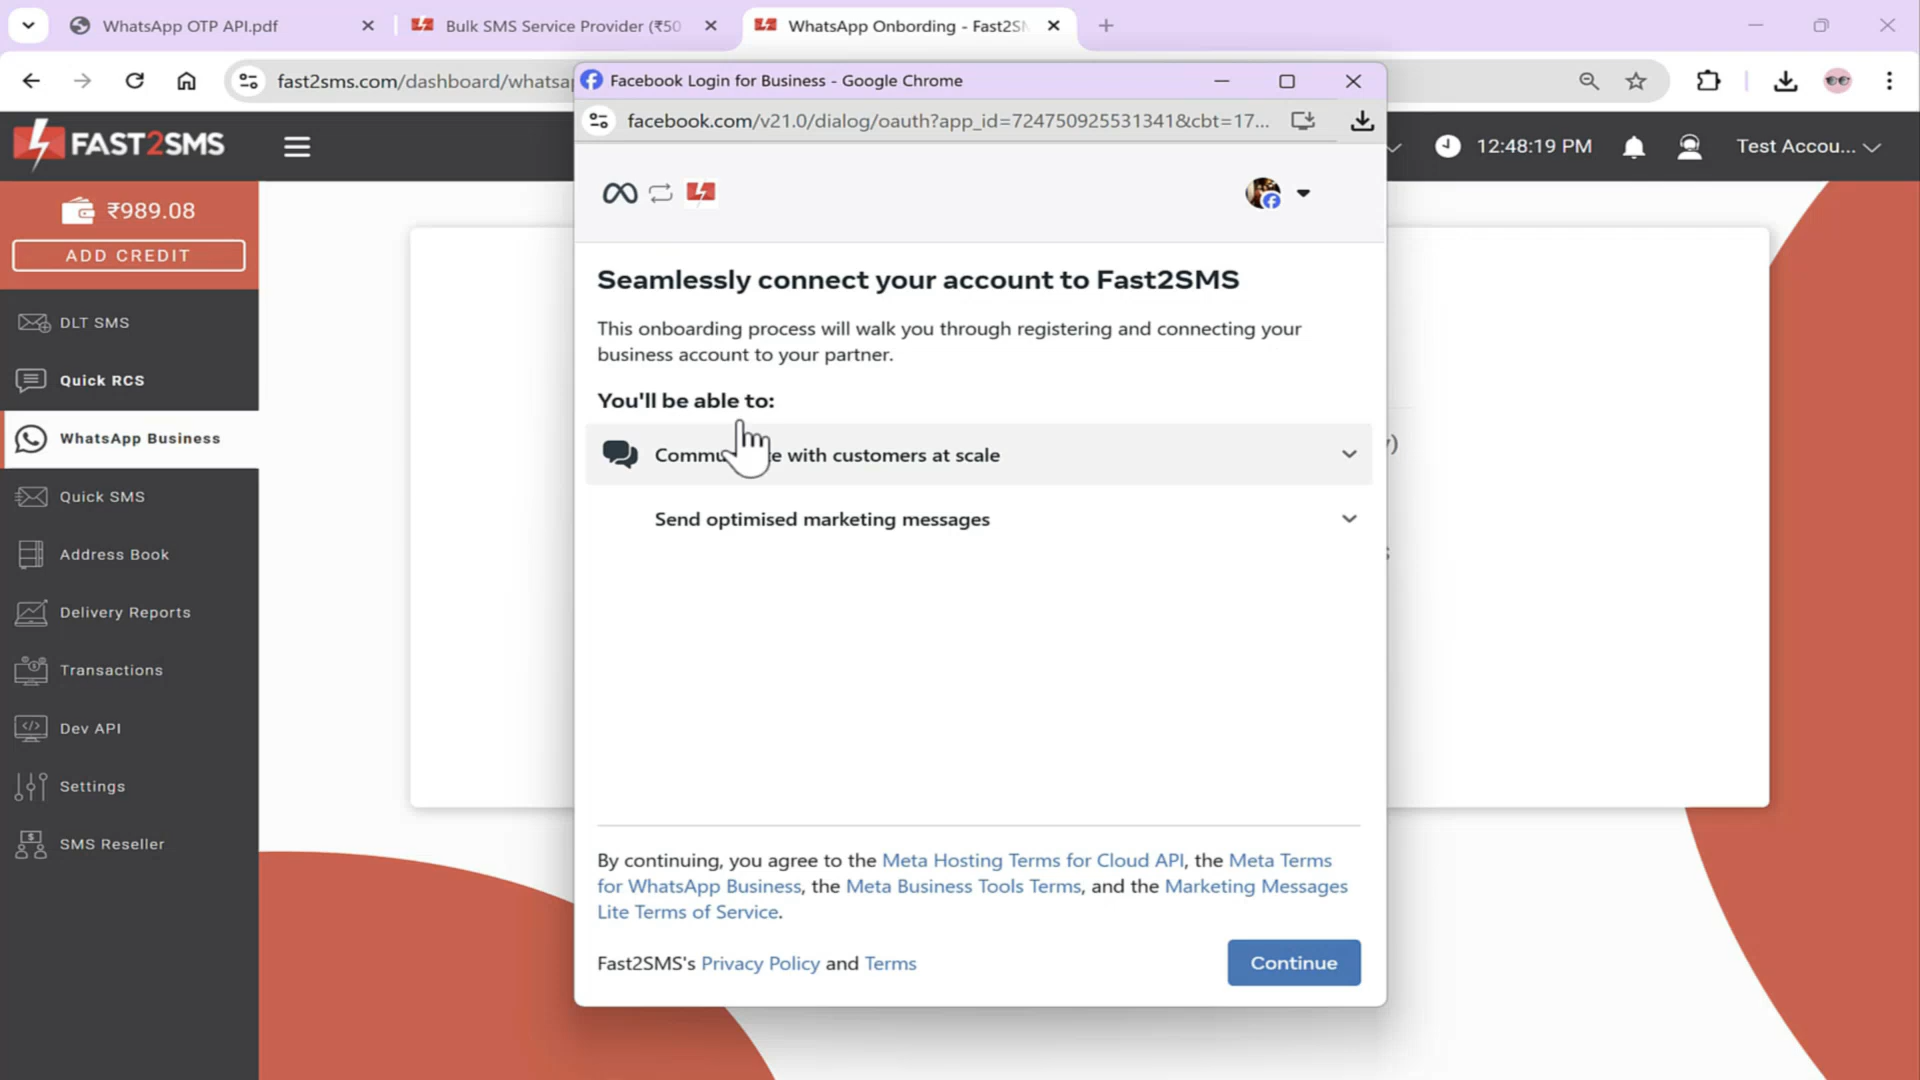 WhatsApp OTP API.pdf
Bulk SMS Service Provider (₹50
WhatsApp Onbording - Fast2SM
fast2sms.com/dashboard/whatsap
Facebook Login for Business - Google Chrome
facebook.com/v21.0/dialog/oauth?app_id=724750925531341&cbt=17...
FAST2SMS
12:48:19 PM
Test Accou...
₹989.08
ADD CREDIT
DLT SMS
Quick RCS
WhatsApp Business
Quick SMS
Address Book
Delivery Reports
Transactions
Dev API
Settings
SMS Reseller
Seamlessly connect your account to Fast2SMS
This onboarding process will walk you through registering and connecting your
business account to your partner.
You'll be able to:
with customers at scale
Send optimised marketing messages
By continuing, you agree to the Meta Hosting Terms for Cloud API, the Meta Terms
for WhatsApp Business, the Meta Business Tools Terms, and the Marketing Messages
Lite Terms of Service.
Fast2SMS's Privacy Policy and Terms
Continue